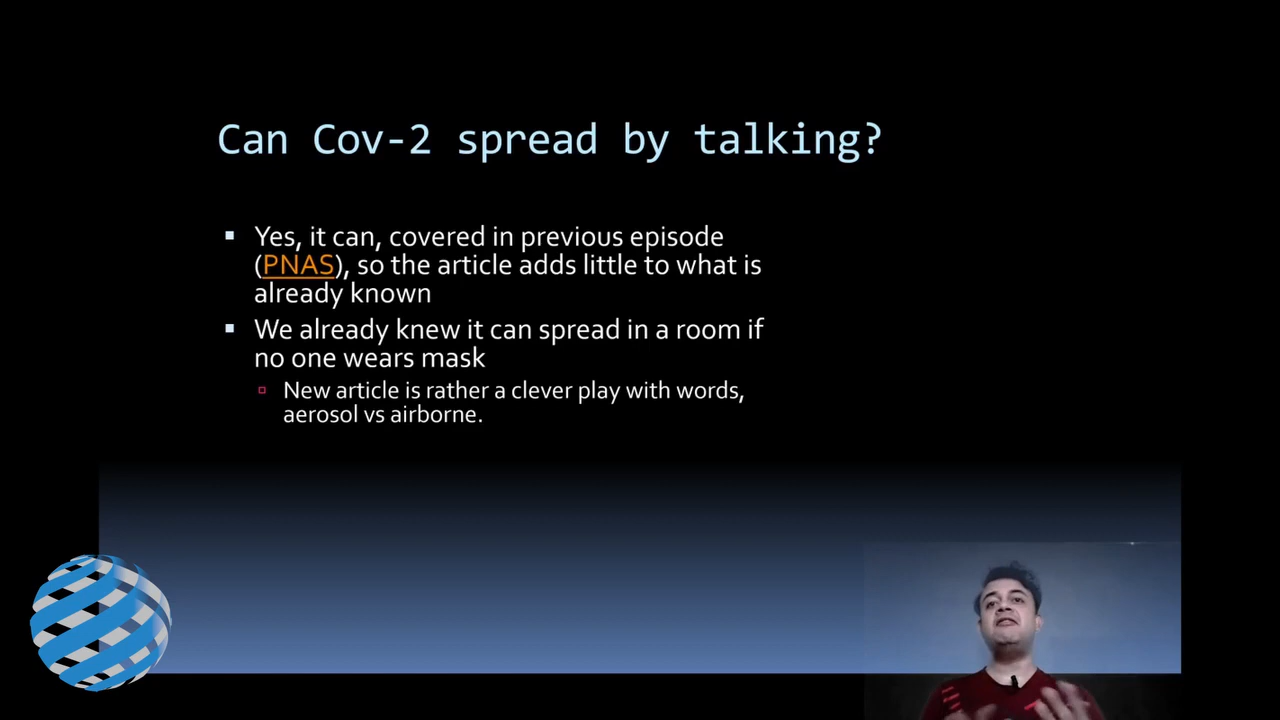 Can Cov-2 spread by talking?
Yes, it can, covered in previous episode
(PNAS), so the article adds little to what is
already known
We already knew it can spread in a room if
no one wears mask
New article is rather a clever play with words,
aerosol vs airborne.